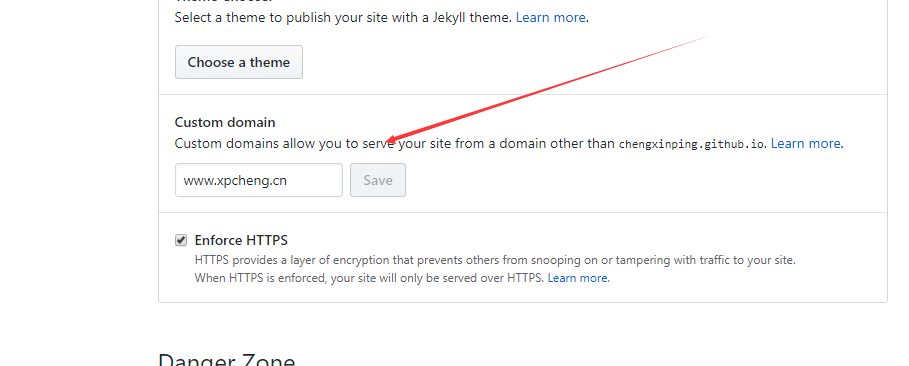 Select a theme to publish your site with a Jekyll theme. Learn more.
Choose a theme
Custom domain
Custom domains allow you to serve your site from a domain other than chengxinping.github.io. Learn more.
www.xpcheng.cn
Save
Enforce HTTPS
HTTPS provides a layer of encryption that prevents others from snooping on or tampering with traffic to your site.
When HTTPS is enforced, your site will only be served over HTTPS. Learn more.
Danger Zone